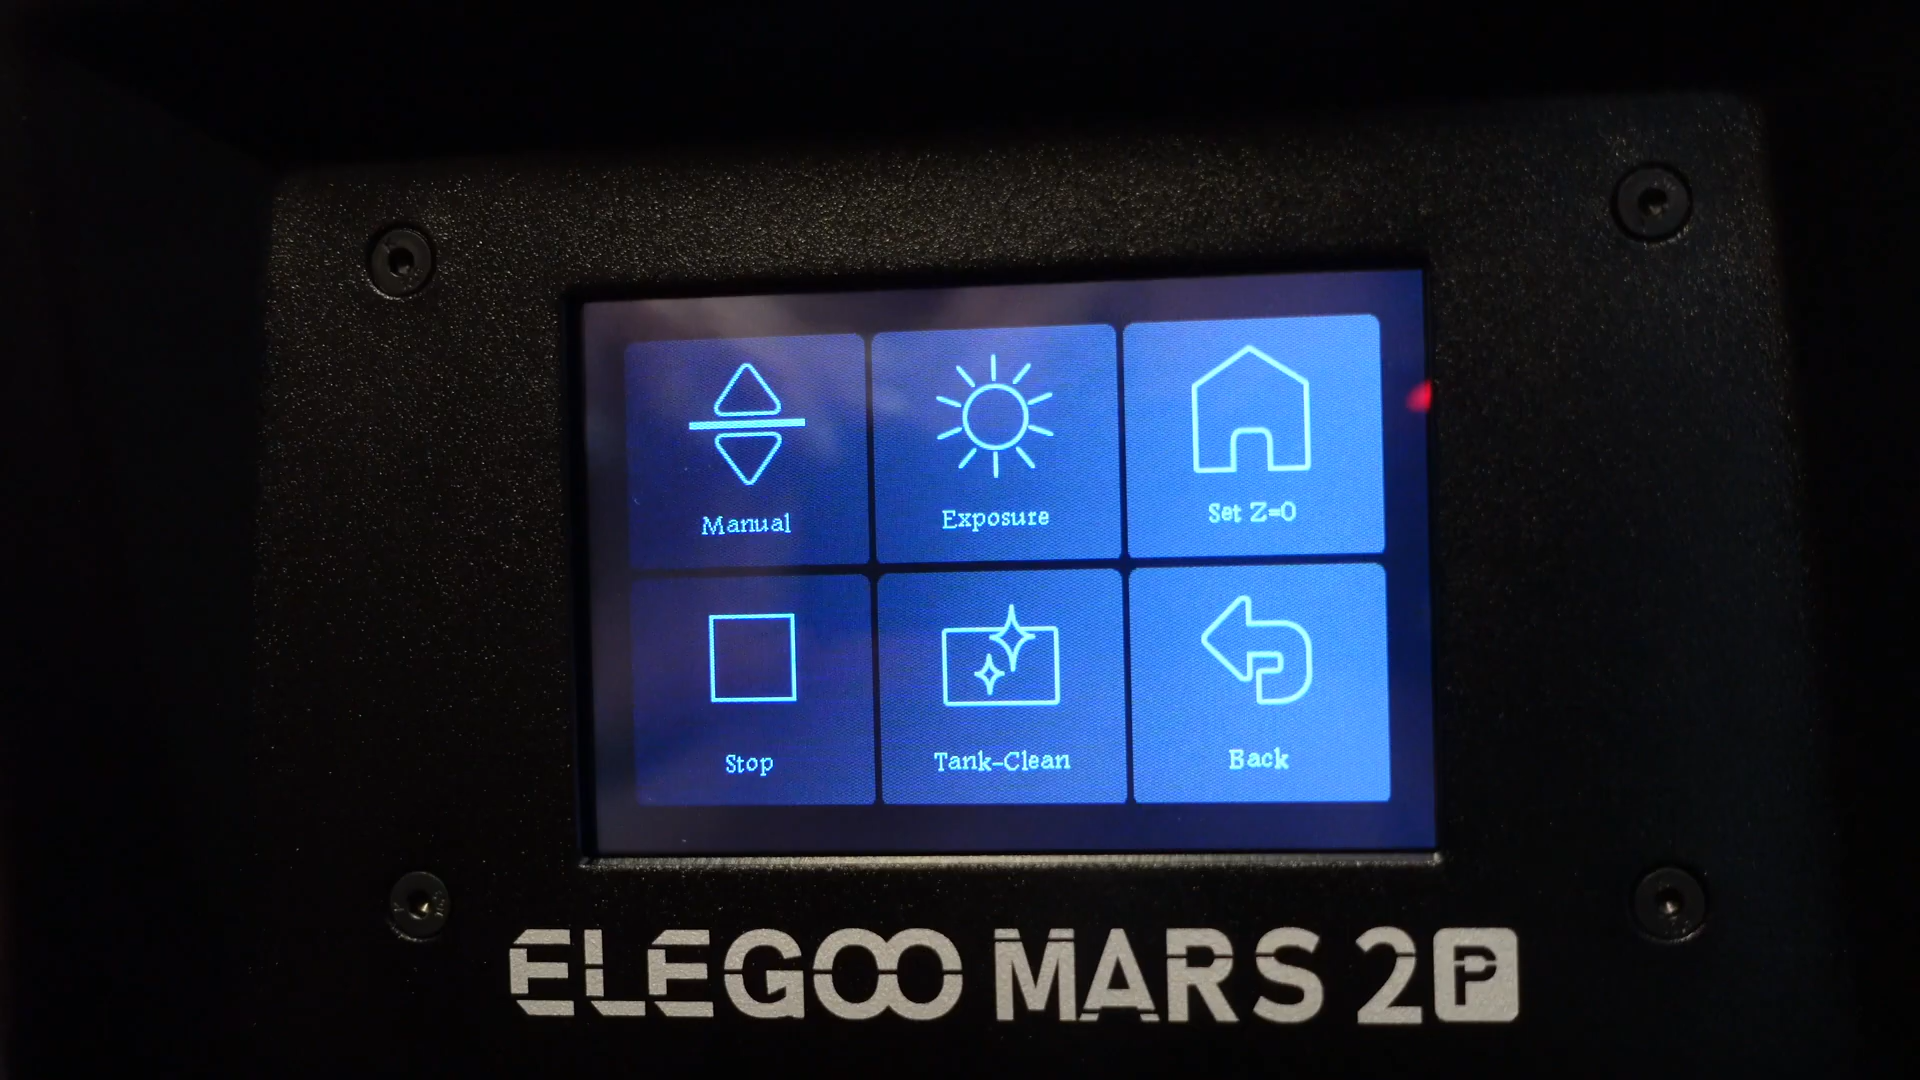 Manual
Exposure
Set Z=0
Stop
Tank-Clean
Back
ELEGOO MARS 2P